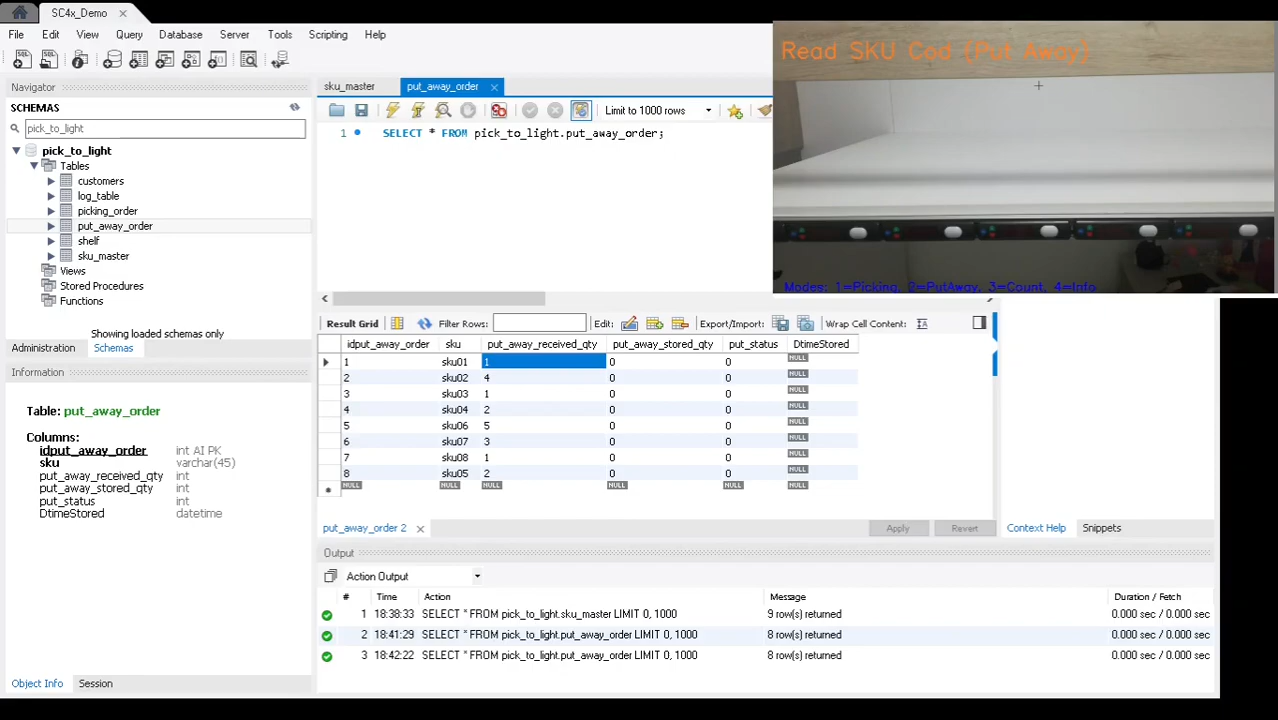 SC4x_Demo
File Edit View Query Database Server Tools Scripting Help
Navigator
SCHEMAS
pick_to_light
pick_to_light
Tables
customers
log_table
picking_order
put_away_order
shelf
sku_master
Views
Stored Procedures
Functions
Showing loaded schemas only
Administration Schemas
Information
Table: put_away_order
Columns:
idput_away_order int AI PK
sku varchar(45)
put_away_received_qty int
put_away_stored_qty int
put_status int
DtimeStored datetime
Object Info Session
sku_master put_away_order
Limit to 1000 rows
1 SELECT * FROM pick_to_light.put_away_order;
Read SKU Cod (Put Away)
Modes: 1=Picking, 2=PutAway, 3=Count, 4=Info
Result Grid Filter Rows: Edit: Export/Import: Wrap Cell Content:
idput_away_order sku put_away_received_qty put_away_stored_qty put_status DtimeStored
1 sku01 1 0 0 NULL
2 sku02 4 0 0 NULL
3 sku03 1 0 0 NULL
4 sku04 2 0 0 NULL
5 sku06 5 0 0 NULL
6 sku07 3 0 0 NULL
7 sku08 1 0 0 NULL
8 sku05 2 0 0 NULL
NULL NULL NULL NULL NULL NULL
put_away_order 2 Apply Revert Context Help Snippets
Output
Action Output
# Time Action Message Duration / Fetch
1 18:38:33 SELECT * FROM pick_to_light.sku_master LIMIT 0, 1000 9 row(s) returned 0.000 sec / 0.000 sec
2 18:41:29 SELECT * FROM pick_to_light.put_away_order LIMIT 0, 1000 8 row(s) returned 0.000 sec / 0.000 sec
3 18:42:22 SELECT * FROM pick_to_light.put_away_order LIMIT 0, 1000 8 row(s) returned 0.000 sec / 0.000 sec